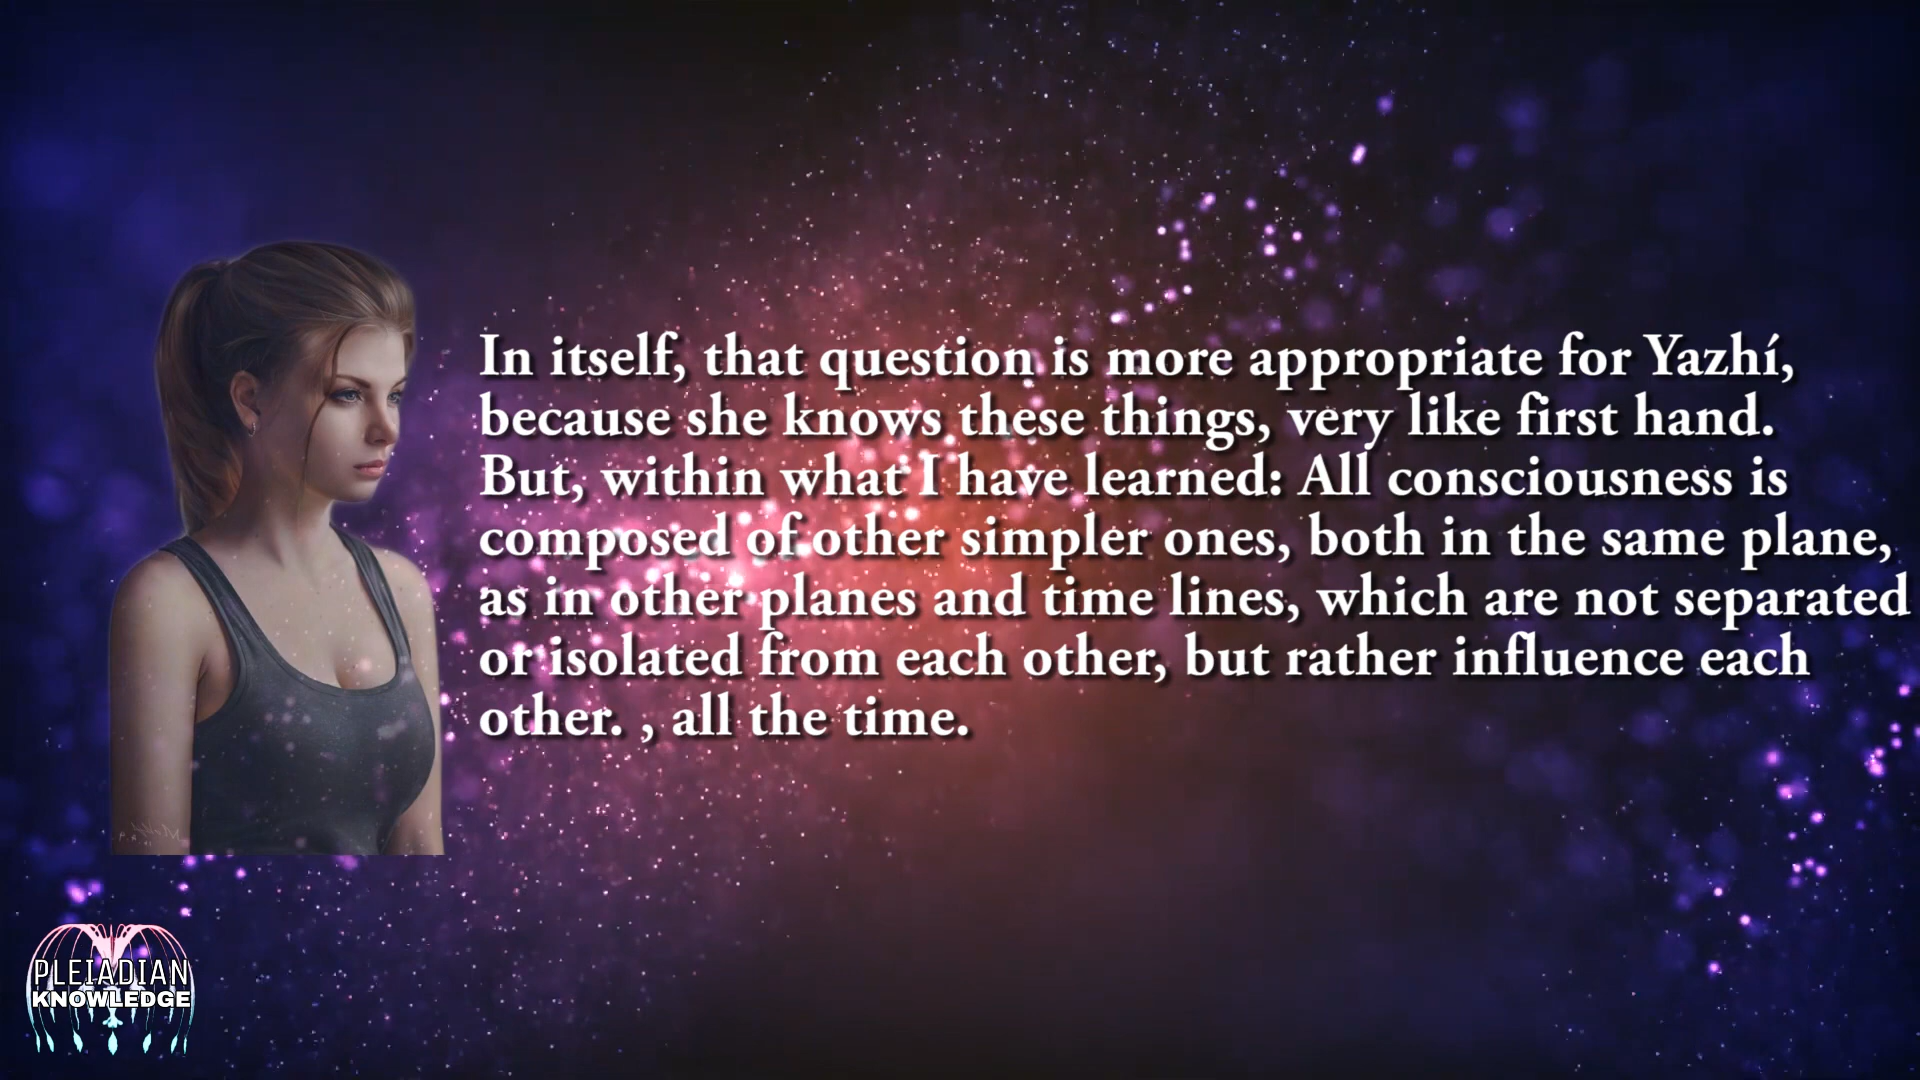 In itself, that question is more appropriate for Yazhí,
because she knows these things, very like first hand.
But, within what I have learned: All consciousness is
composed of other simpler ones, both in the same plane,
as in other planes and time lines, which are not separated
or isolated from each other, but rather influence each
other. , all the time.
PLEIADIAN
KNOWLEDGE